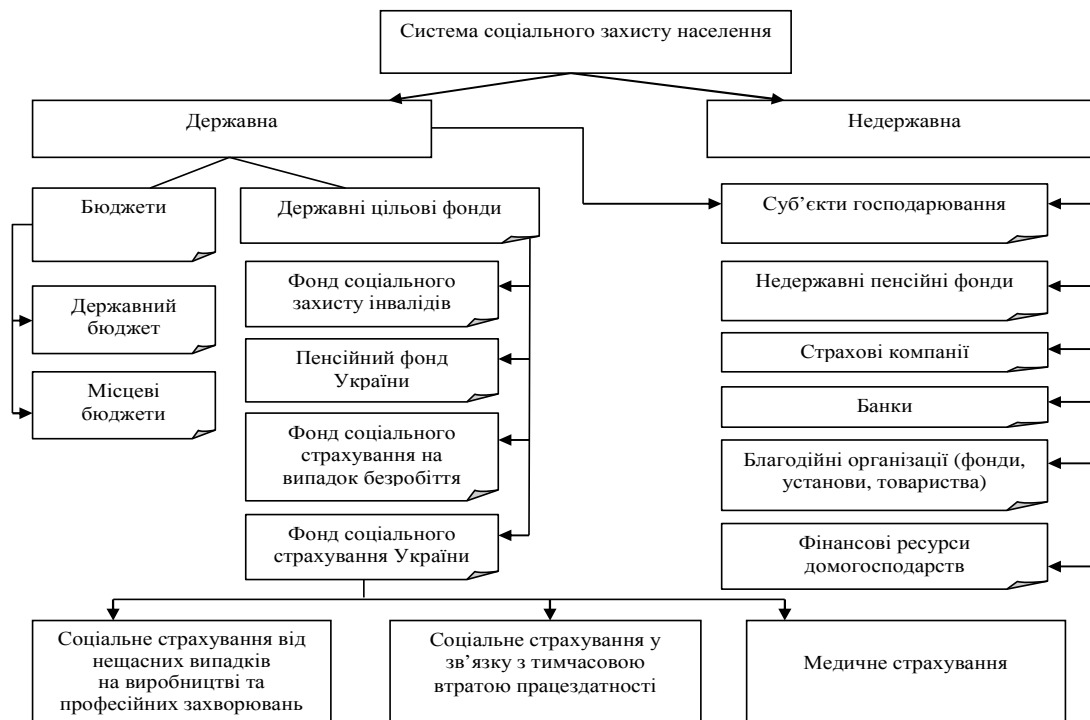 Система соціального захисту населення
Державна
Недержавна
Бюджети
Державний
бюджет
Місцеві
бюджети
Державні цільові фонди
Фонд соціального
захисту інвалідів
Пенсійний фонд
України
Фонд соціального
страхування на
випадок безробіття
Фонд соціального
страхування України
Суб’єкти господарювання
Недержавні пенсійні фонди
Страхові компанії
Банки
Благодійні організації (фонди,
установи, товариства)
Фінансові ресурси
домогосподарств
Соціальне страхування від
нещасних випадків
на виробництві та
професійних захворювань
Соціальне страхування у
зв’язку з тимчасовою
втратою працездатності
Медичне страхування